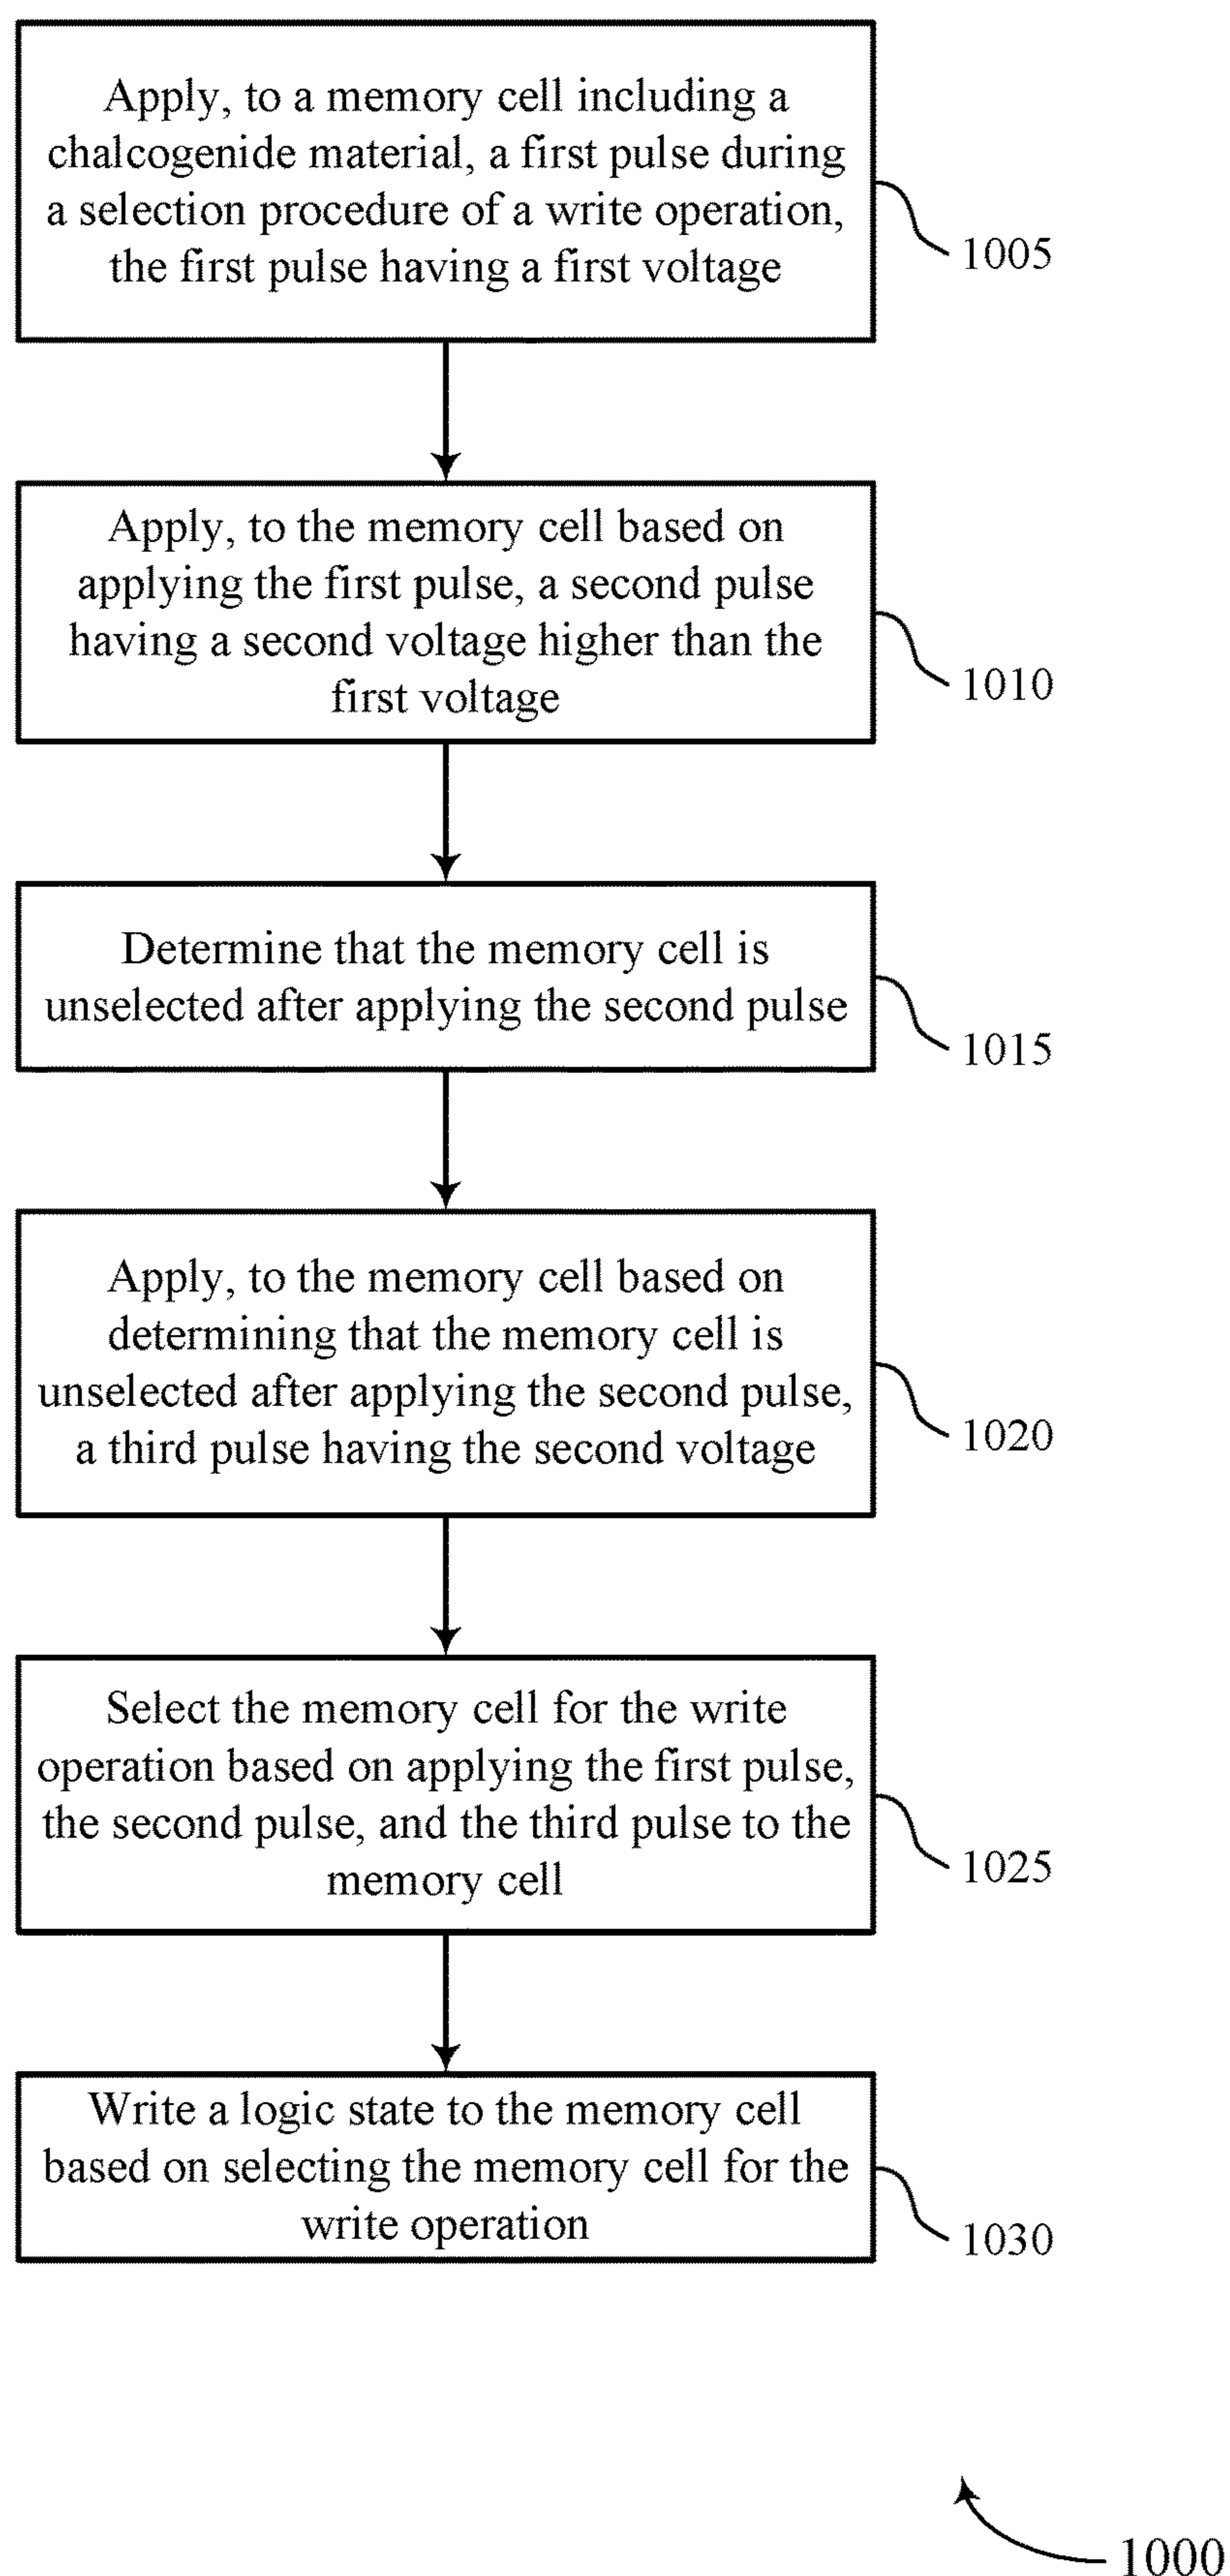 Apply, to a memory cell including a
chalcogenide material, a first pulse during
a selection procedure of a write operation,
the first pulse having a first voltage
1005
Apply, to the memory cell based on
applying the first pulse, a second pulse
having a second voltage higher than the
first voltage
1010
Determine that the memory cell is
unselected after applying the second pulse
1015
Apply, to the memory cell based on
determining that the memory cell is
unselected after applying the second pulse,
a third pulse having the second voltage
1020
Select the memory cell for the write
operation based on applying the first pulse,
the second pulse, and the third pulse to the
memory cell
1025
Write a logic state to the memory cell
based on selecting the memory cell for the
write operation
1030
1000